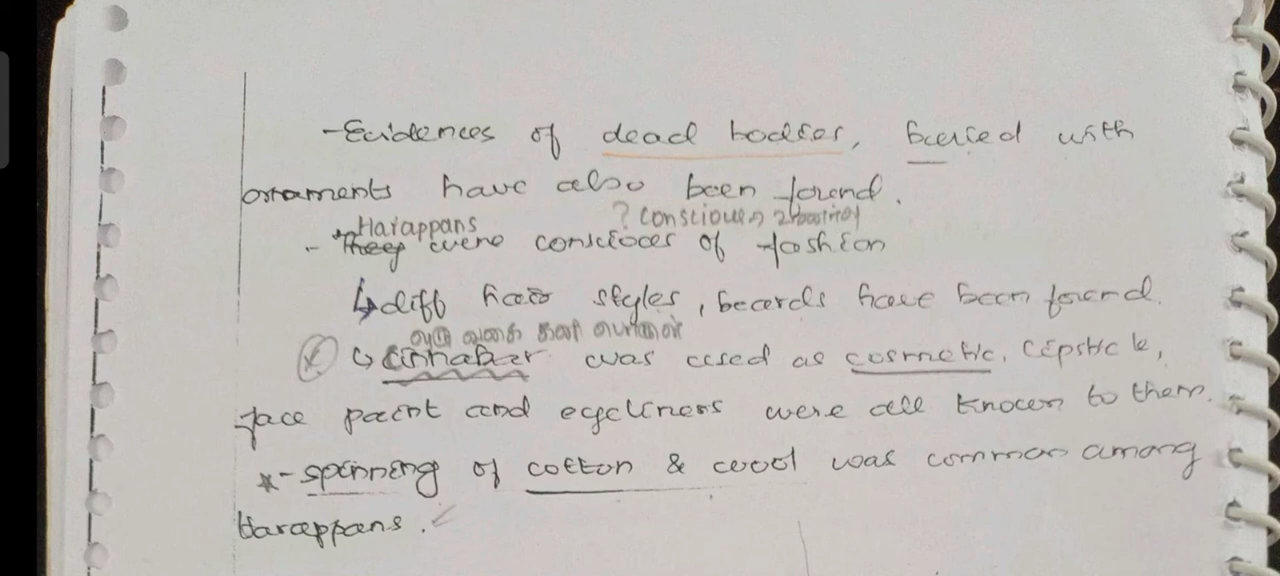 -Evidences of dead bodies, buried with
ornaments have also been found.
Harappans ? conscious
- They were conscious of fashion
↳ diff hair styles, beards have been found.
ஒரு வகை
↳ cinnabar was used as cosmetic, lipstick,
face paint and eyeliners were all known to them.
*- spinning of cotton & wool was common among
Harappans.